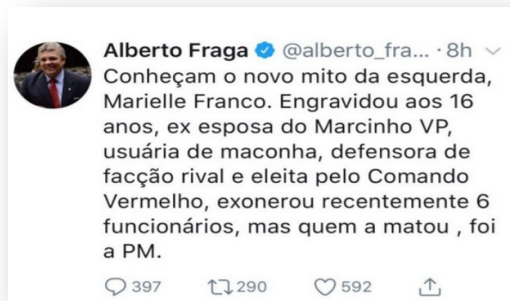 Alberto Fraga @alberto_fra... · 8h
Conheçam o novo mito da esquerda,
Marielle Franco. Engravidou aos 16
anos, ex esposa do Marcinho VP,
usuária de maconha, defensora de
facção rival e eleita pelo Comando
Vermelho, exonerou recentemente 6
funcionários, mas quem a matou , foi
a PM.
397 290 592